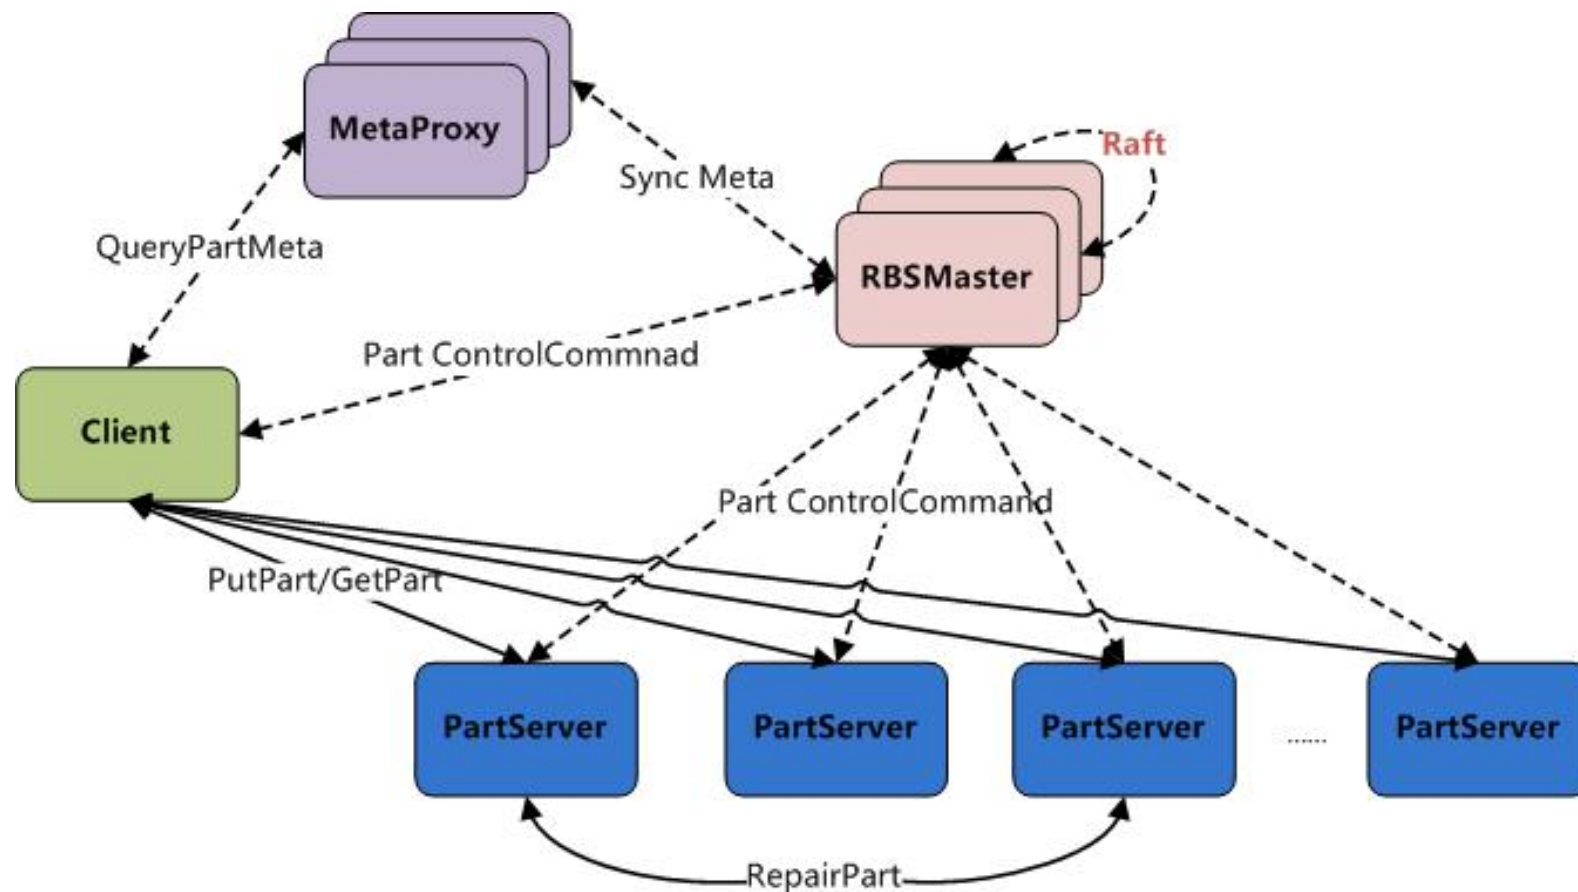 MetaProxy
Raft
Sync Meta
QueryPartMeta
RBSMaster
Part ControlCommnad
Client
Part ControlCommand
PutPart/GetPart
PartServer
PartServer
PartServer
......
PartServer
RepairPart